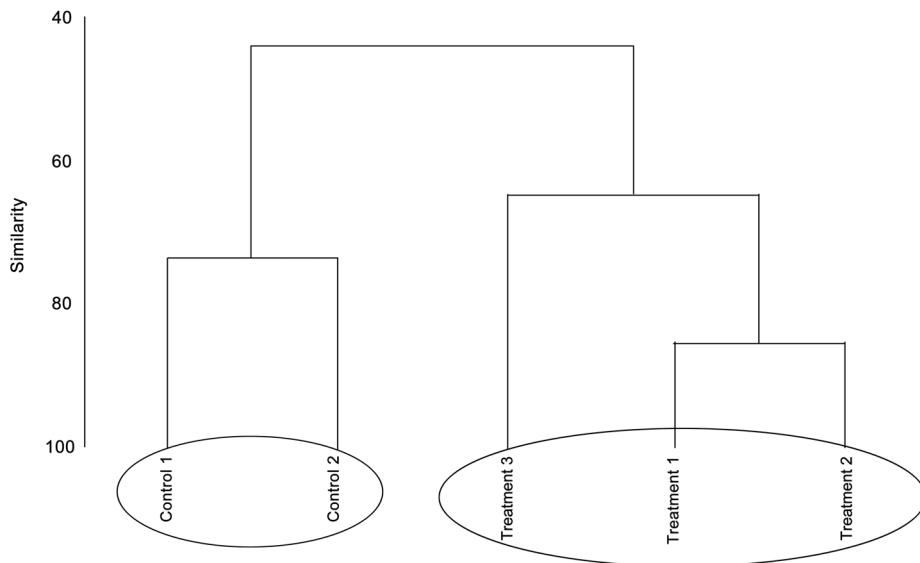 40
60
80
100
Similarity
Control 1
Control 2
Treatment 3
Treatment 1
Treatment 2